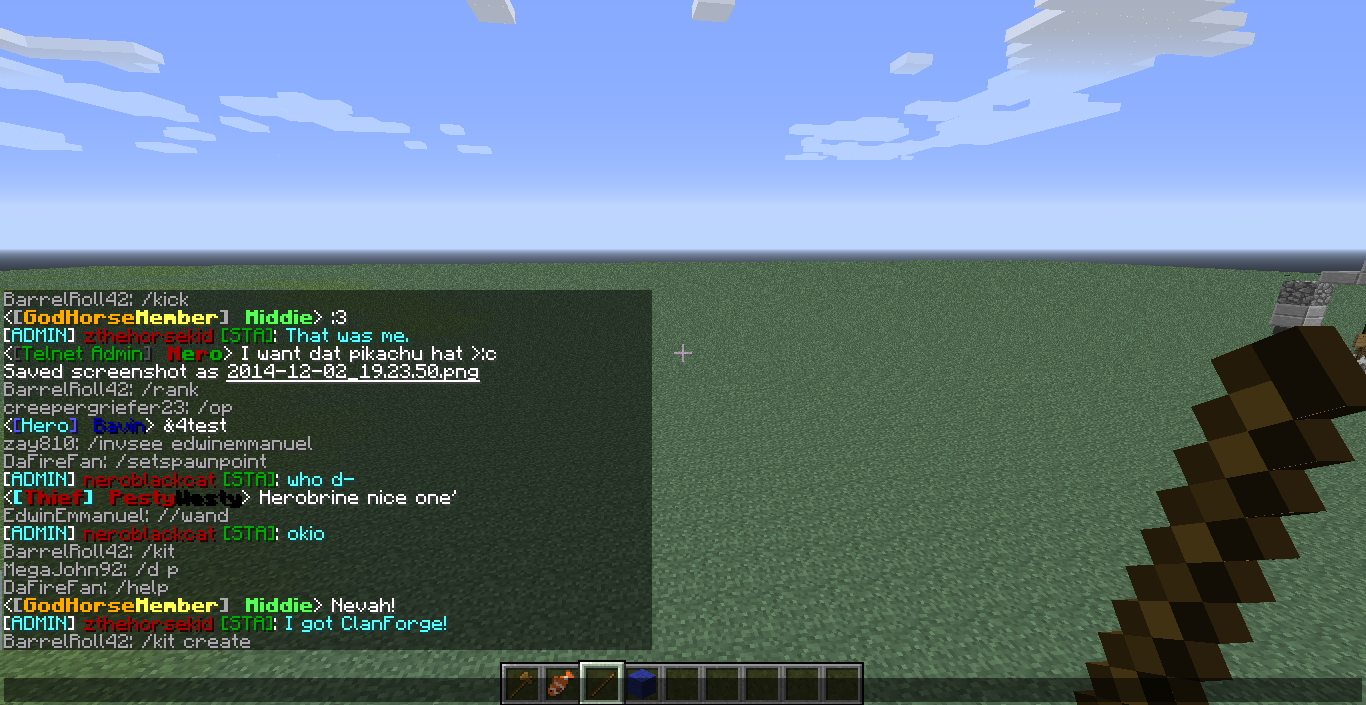 BarrelRoll42: /kick
<[GodHorseMember] Middie> :3
[ADMIN] zthehorsekid [STA]: That was me.
<[Telnet Admin] Nero> I want dat pikachu hat >:c
Saved screenshot as 2014-12-02_19.23.50.png
BarrelRoll42: /rank
creepergriefer23: /op
<[Hero] Bavin> &4test
zay810: /invsee edwinemmanuel
DaFireFan: /setspawnpoint
[ADMIN] neroblackcat [STA]: who d-
<[Thief] PestyWesty> Herobrine nice one'
EdwinEmmanuel: //wand
[ADMIN] neroblackcat [STA]: okio
BarrelRoll42: /kit
MegaJohn92: /d p
DaFireFan: /help
<[GodHorseMember] Middie> Nevah!
[ADMIN] zthehorsekid [STA]: I got ClanForge!
BarrelRoll42: /kit create